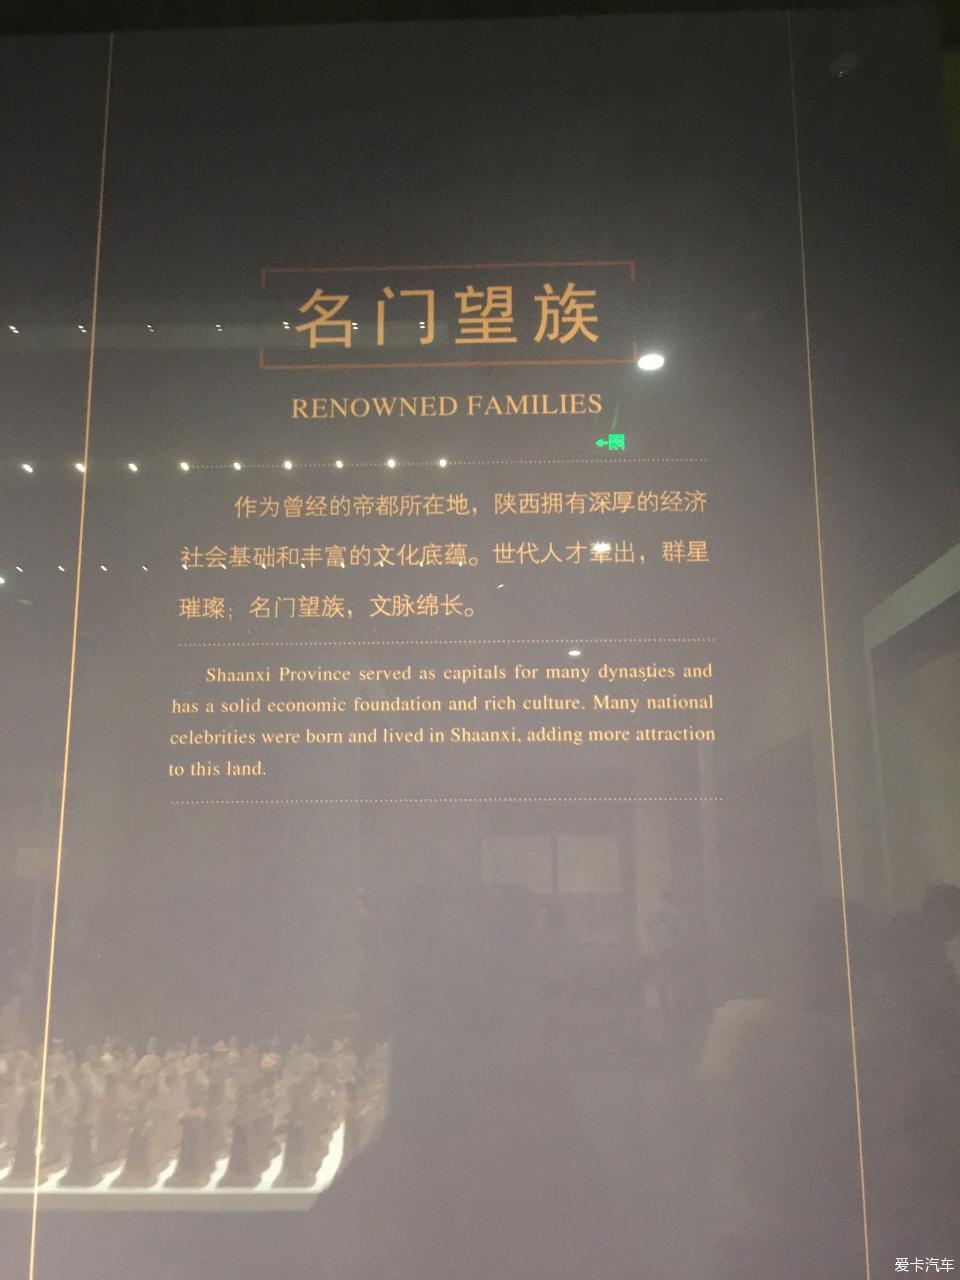 名门望族
RENOWNED FAMILIES
作为曾经的帝都所在地，陕西拥有深厚的经济
社会基础和丰富的文化底蕴。世代人才辈出，群星
璀璨；名门望族，文脉绵长。
Shaanxi Province served as capitals for many dynasties and
has a solid economic foundation and rich culture. Many national
celebrities were born and lived in Shaanxi, adding more attraction
to this land.
爱卡汽车